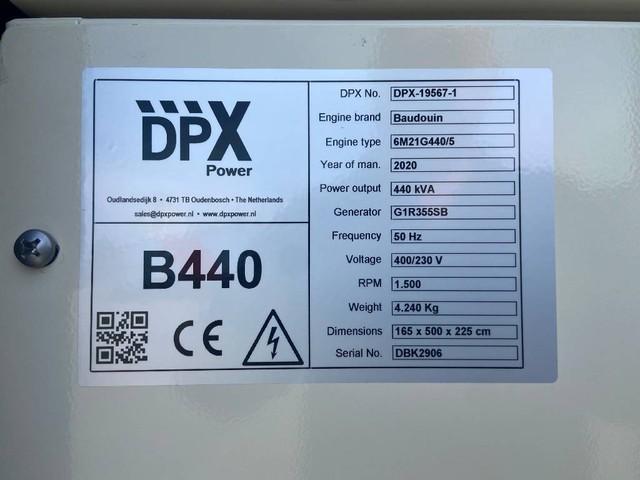 DPX
Power
Oudlandsedijk 8 • 4731 TB Oudenbosch • The Netherlands
sales@dpxpower.nl • www.dpxpower.nl
B440
CE
DPX No. DPX-19567-1
Engine brand Baudouin
Engine type 6M21G440/5
Year of man. 2020
Power output 440 kVA
Generator G1R355SB
Frequency 50 Hz
Voltage 400/230 V
RPM 1.500
Weight 4.240 Kg
Dimensions 165 x 500 x 225 cm
Serial No. DBK2906